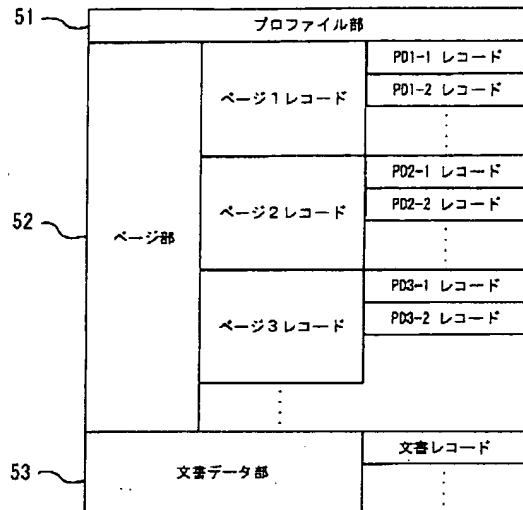 51
プロファイル部
PD1-1 レコード
ページ1レコード
PD1-2 レコード
PD2-1 レコード
52
ページ部
ページ2レコード
PD2-2 レコード
PD3-1 レコード
ページ3レコード
PD3-2 レコード
53
文書データ部
文書レコード